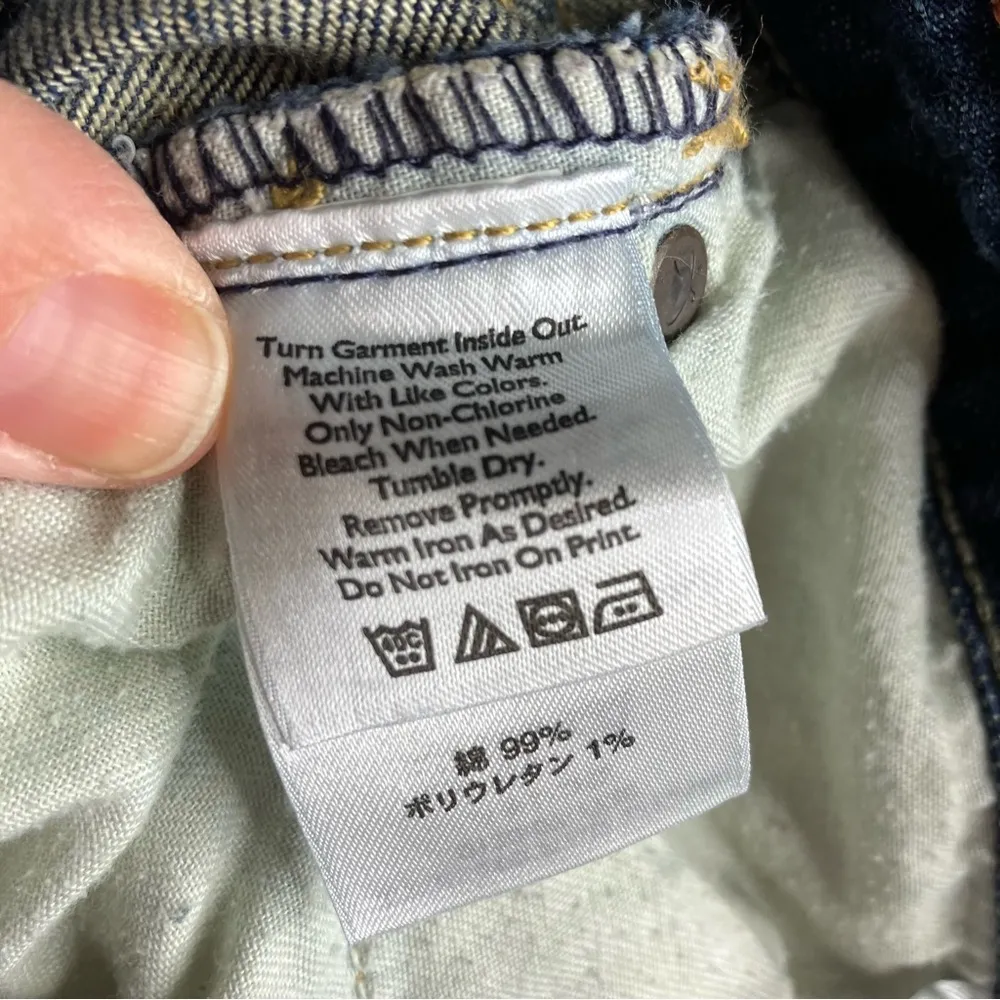 Turn Garment Inside Out.
Machine Wash Warm
With Like Colors.
Only Non-Chlorine
Bleach When Needed.
Tumble Dry.
Remove Promptly.
Warm Iron As Desired.
Do Not Iron On Print.
綿 99%
ポリウレタン 1%